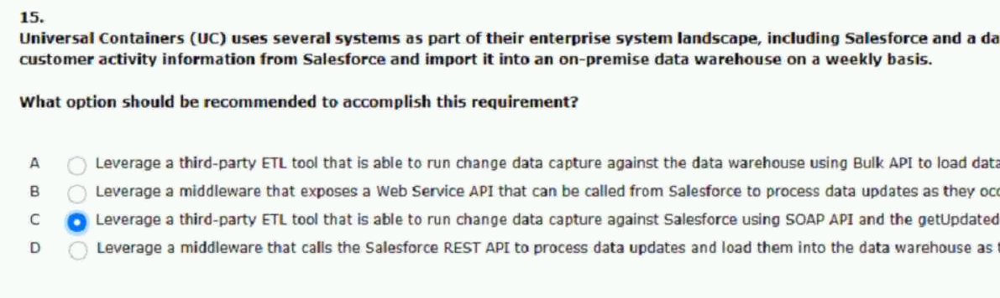 15.
Universal Containers (UC) uses several systems as part of their enterprise system landscape, including Salesforce and a da
customer activity information from Salesforce and import it into an on-premise data warehouse on a weekly basis.
What option should be recommended to accomplish this requirement?
A Leverage a third-party ETL tool that is able to run change data capture against the data warehouse using Bulk API to load data
B Leverage a middleware that exposes a Web Service API that can be called from Salesforce to process data updates as they occ
C Leverage a third-party ETL tool that is able to run change data capture against Salesforce using SOAP API and the getUpdated
D Leverage a middleware that calls the Salesforce REST API to process data updates and load them into the data warehouse as t